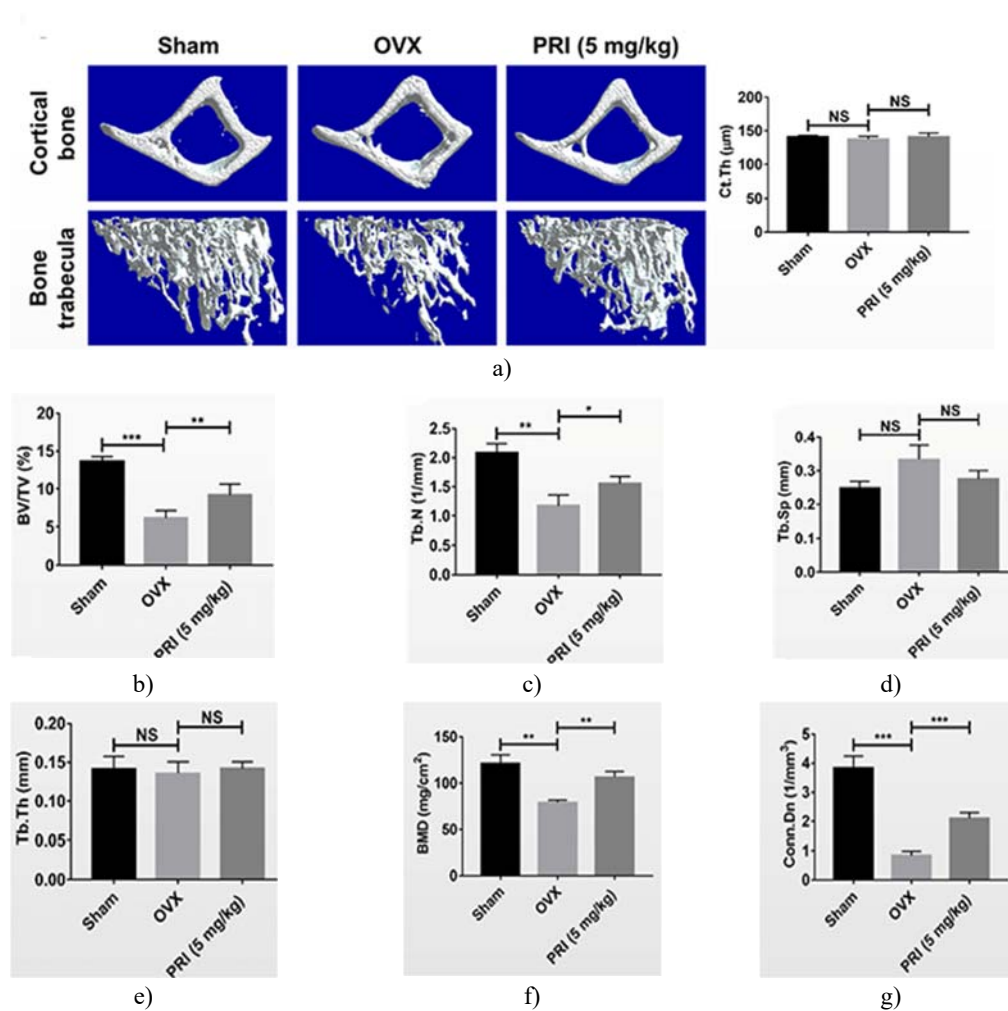 Sham OVX PRI (5 mg/kg)
Cortical bone
Bone trabecula
Ct.Th (μm)
200
150
100
50
0
NS NS
Sham OVX PRI (5 mg/kg)
a)
BV/TV (%)
20
15
10
5
0
*** **
Sham OVX PRI (5 mg/kg)
b)
Tb.N (1/mm)
2.5
2.0
1.5
1.0
0.5
0.0
** *
Sham OVX PRI (5 mg/kg)
c)
Tb.Sp (mm)
0.4
0.3
0.2
0.1
0.0
NS NS
Sham OVX PRI (5 mg/kg)
d)
Tb.Th (mm)
0.20
0.15
0.10
0.05
0.00
NS NS
Sham OVX PRI (5 mg/kg)
e)
BMD (mg/cm²)
150
100
50
0
** **
Sham OVX PRI (5 mg/kg)
f)
Conn.Dn (1/mm³)
5
4
3
2
1
0
*** ***
Sham OVX PRI (5 mg/kg)
g)